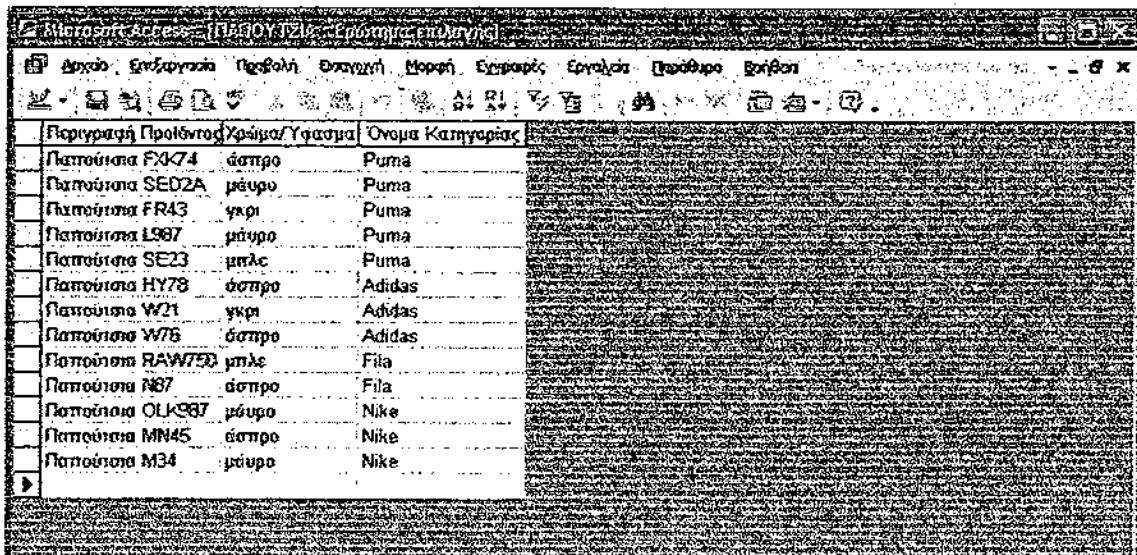 Microsoft Access - [ΠΑΠΟΥΤΣΙΑ : Ερώτημα επιλογής]
Αρχείο Επεξεργασία Προβολή Εισαγωγή Μορφή Εγγραφές Εργαλεία Παράθυρο Βοήθεια
Περιγραφή Προϊόντος Χρώμα/Ύφασμα Όνομα Κατηγορίας
Παπούτσια FXK74 άσπρο Puma
Παπούτσια SED2A μαύρο Puma
Παπούτσια FR43 γκρι Puma
Παπούτσια L987 μαύρο Puma
Παπούτσια SE23 μπλε Puma
Παπούτσια HY78 άσπρο Adidas
Παπούτσια W21 γκρι Adidas
Παπούτσια W76 άσπρο Adidas
Παπούτσια RAW750 μπλε Fila
Παπούτσια N87 άσπρο Fila
Παπούτσια OLK987 μαύρο Nike
Παπούτσια MN45 άσπρο Nike
Παπούτσια M34 μαύρο Nike